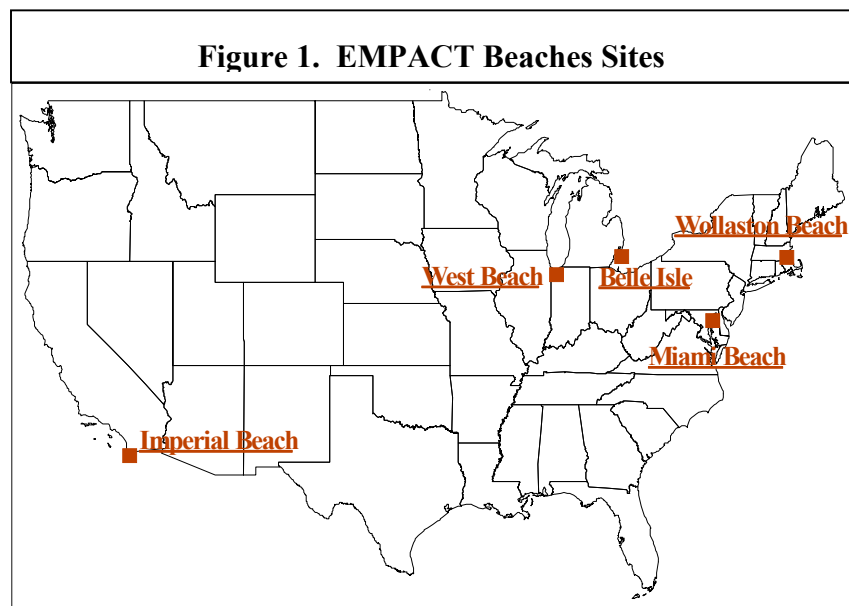 Figure 1. EMPACT Beaches Sites
Wollaston Beach
West Beach
Belle Isle
Miami Beach
Imperial Beach